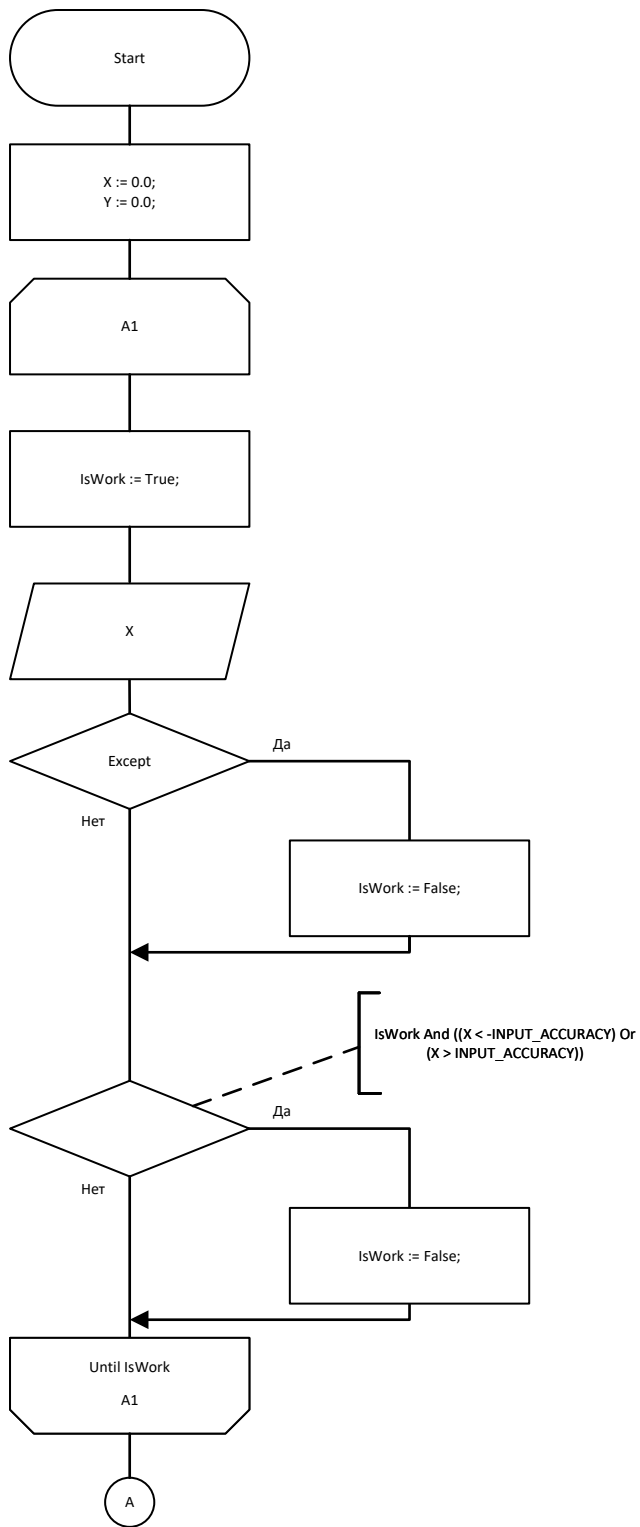 Start
X := 0.0;
Y := 0.0;
A1
IsWork := True;
X
Except
Да
Нет
IsWork := False;
IsWork And ((X < -INPUT_ACCURACY) Or
(X > INPUT_ACCURACY))
Да
Нет
IsWork := False;
Until IsWork
A1
A